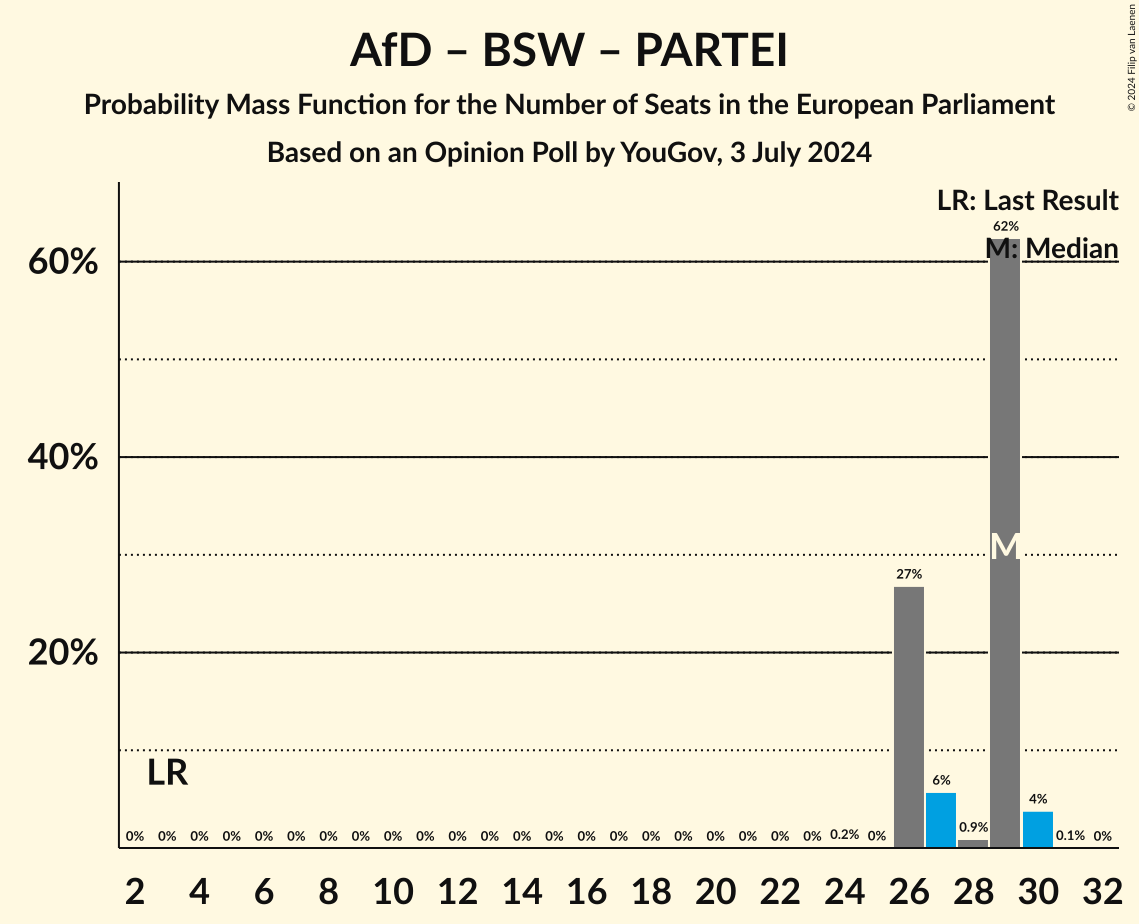 AfD – BSW – PARTEI
Probability Mass Function for the Number of Seats in the European Parliament
Based on an Opinion Poll by YouGov, 3 July 2024
© 2024 Filip van Laenen
LR: Last Result
M: Median
62%
60%
40%
M
27%
20%
LR
6%
4%
0% 0% 0% 0% 0% 0% 0% 0% 0% 0% 0% 0% 0% 0% 0% 0% 0% 0% 0% 0% 0% 0% 0.2% 0% 0.9% 0.1% 0%
2 4 6 8 10 12 14 16 18 20 22 24 26 28 30 32